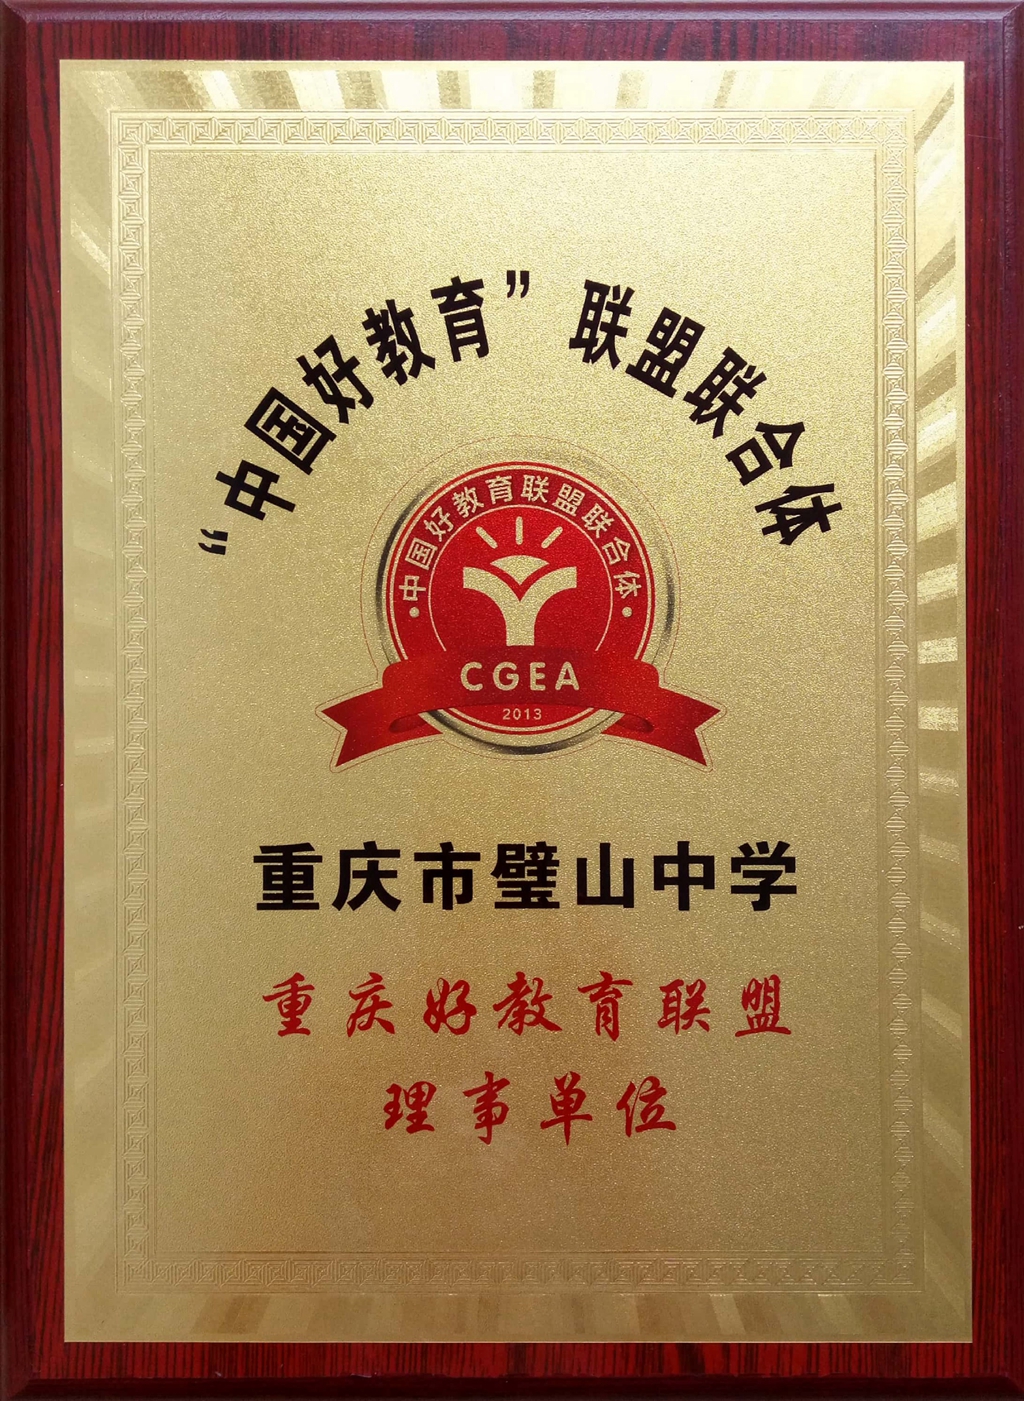 “中国好教育”联盟联合体
·中国好教育联盟联合体·
CGEA
2013
重庆市璧山中学
重庆好教育联盟
理事单位